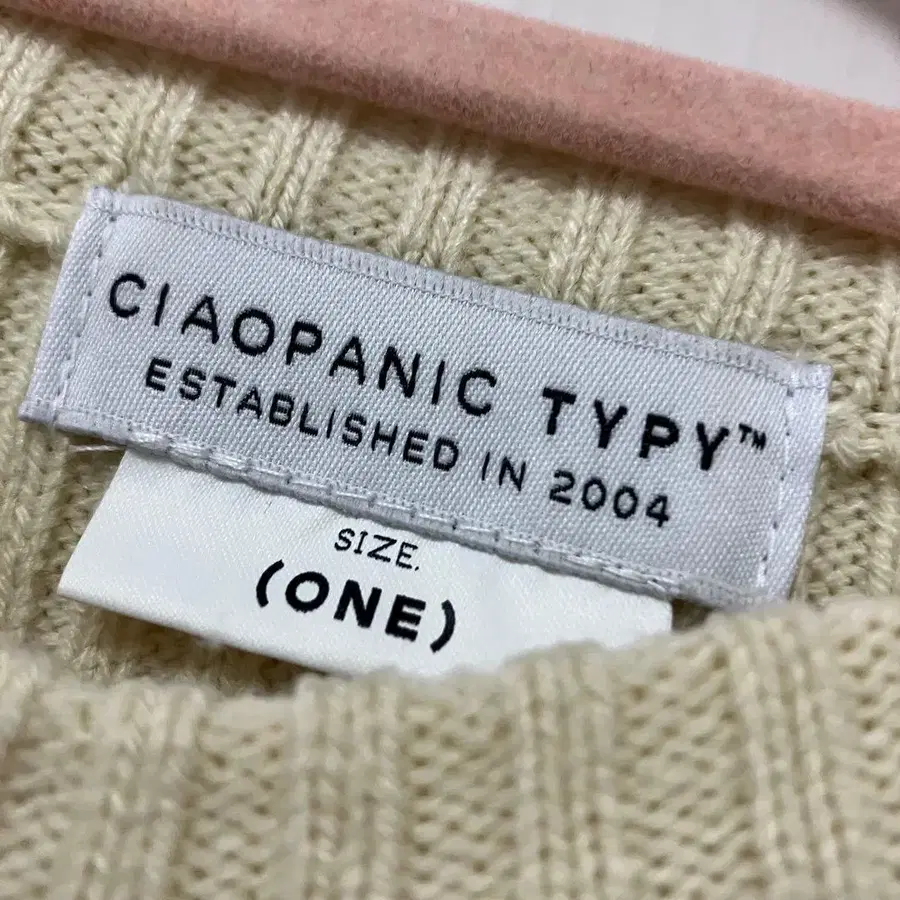 CIAOPANIC TYPY™
ESTABLISHED IN 2004
SIZE.
(ONE)